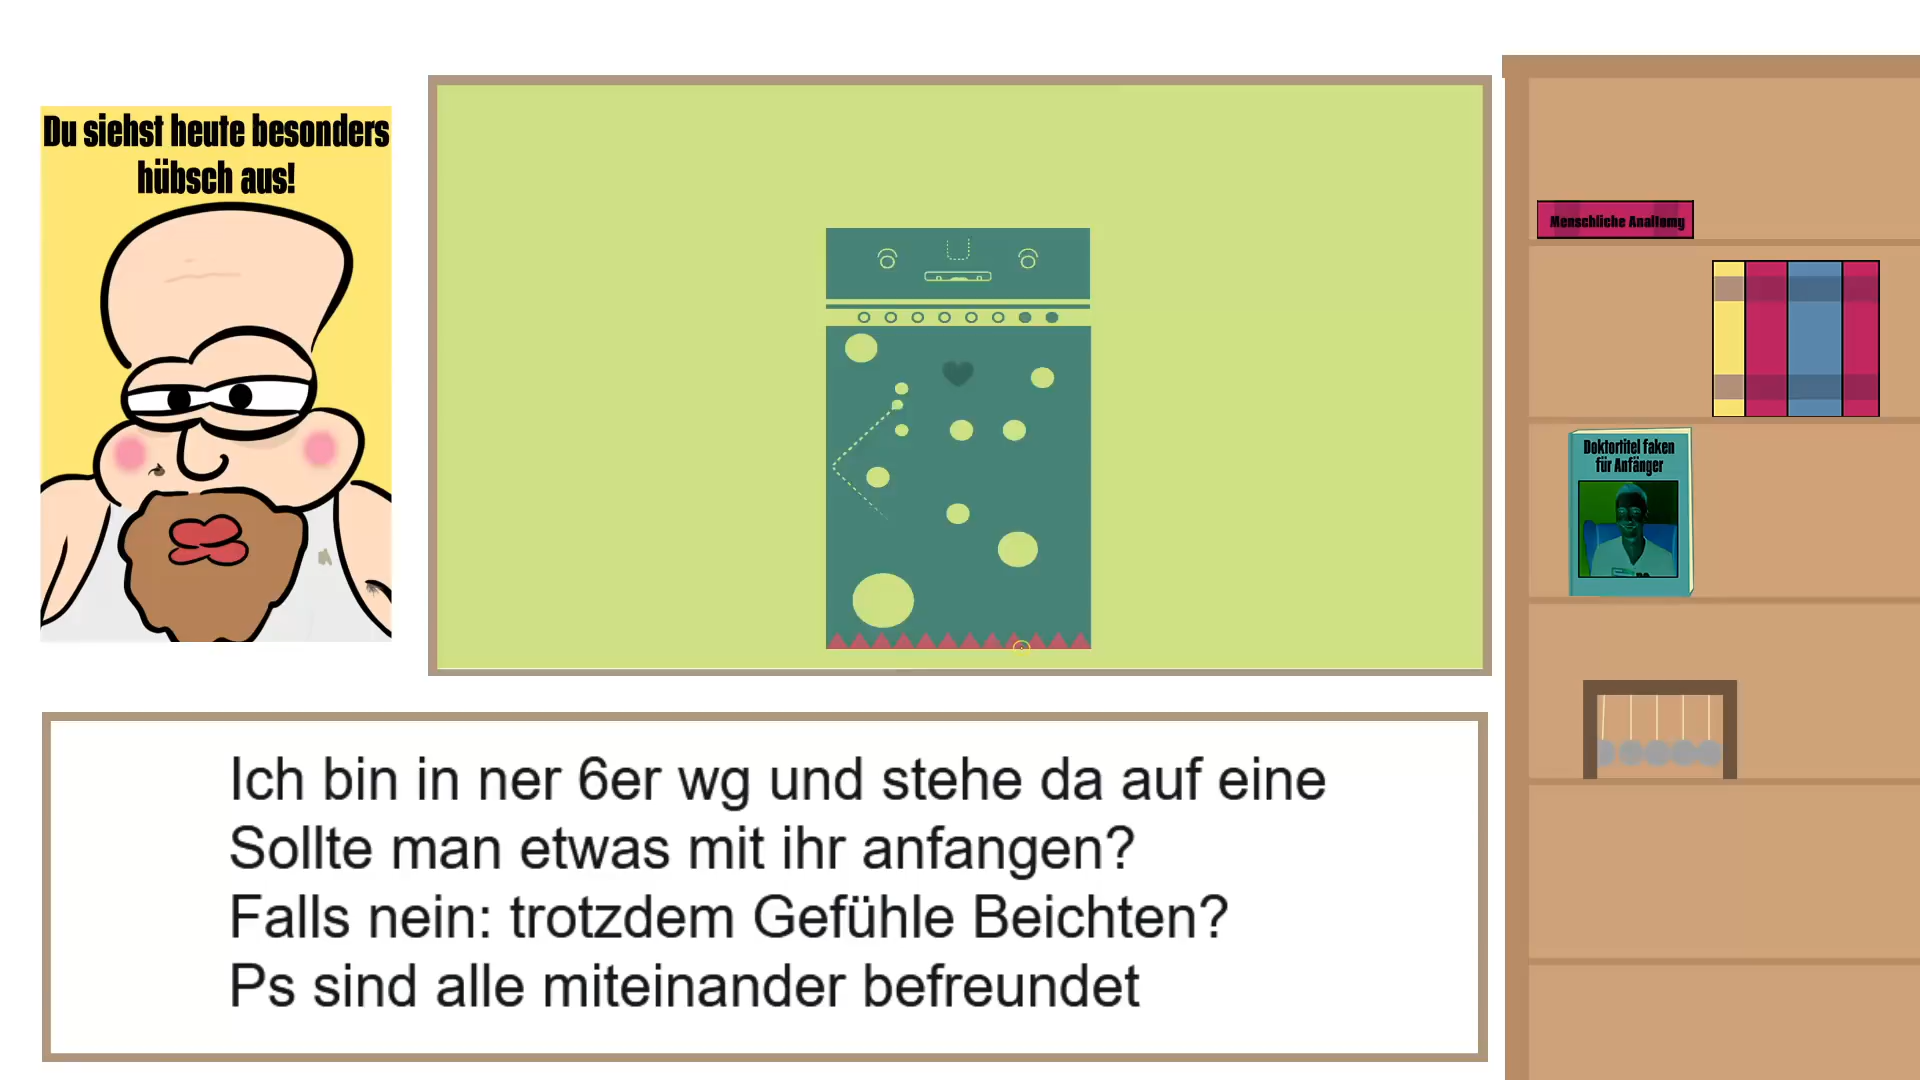 Du siehst heute besonders
hübsch aus!
Menschliche Analtomy
Doktortitel faken
für Anfänger
Ich bin in ner 6er wg und stehe da auf eine
Sollte man etwas mit ihr anfangen?
Falls nein: trotzdem Gefühle Beichten?
Ps sind alle miteinander befreundet